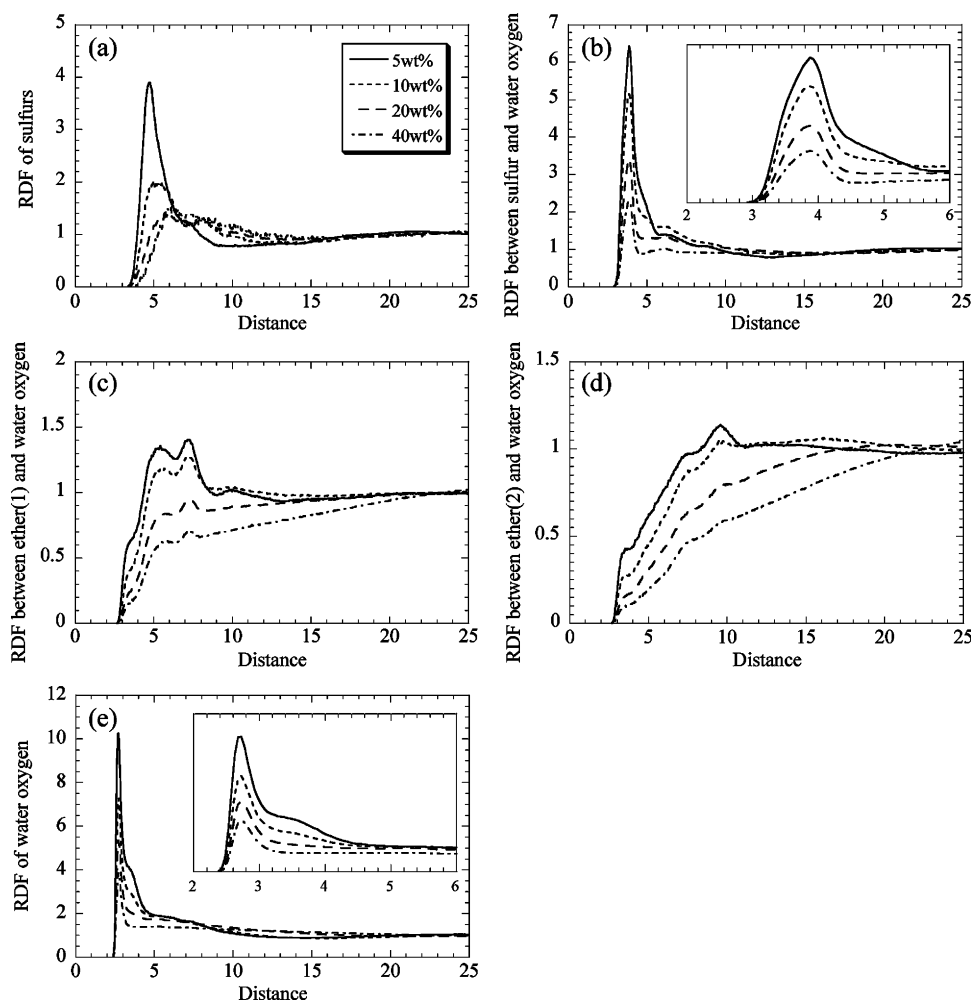 (a)
RDF of sulfurs
5
4
3
2
1
0
5wt%
10wt%
20wt%
40wt%
0 5 10 15 20 25
Distance
(b)
RDF between sulfur and water oxygen
7
6
5
4
3
2
1
0
2 3 4 5 6
0 5 10 15 20 25
Distance
(c)
RDF between ether(1) and water oxygen
2
1.5
1
0.5
0
0 5 10 15 20 25
Distance
(d)
RDF between ether(2) and water oxygen
1.5
1
0.5
0
0 5 10 15 20 25
Distance
(e)
RDF of water oxygen
12
10
8
6
4
2
0
2 3 4 5 6
0 5 10 15 20 25
Distance